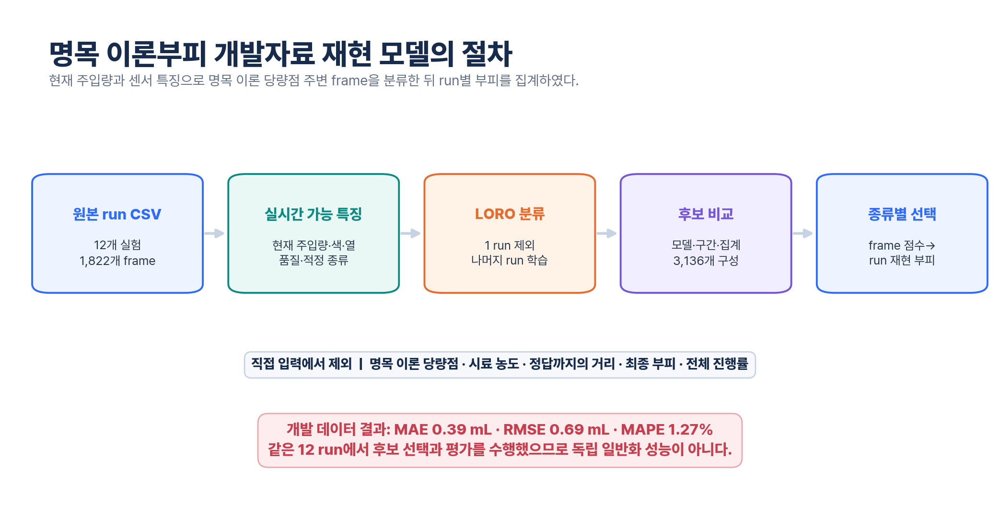 명목 이론부피 개발자료 재현 모델의 절차
현재 주입량과 센서 특징으로 명목 이론 당량점 주변 frame을 분류한 뒤 run별 부피를 집계하였다.
원본 run CSV
12개 실험
1,822개 frame
실시간 가능 특징
현재 주입량·색·열
품질·적정 종류
LORO 분류
1 run 제외
나머지 run 학습
후보 비교
모델·구간·집계
3,136개 구성
종류별 선택
frame 점수→
run 재현 부피
직접 입력에서 제외 | 명목 이론 당량점 · 시료 농도 · 정답까지의 거리 · 최종 부피 · 전체 진행률
개발 데이터 결과: MAE 0.39 mL · RMSE 0.69 mL · MAPE 1.27%
같은 12 run에서 후보 선택과 평가를 수행했으므로 독립 일반화 성능이 아니다.